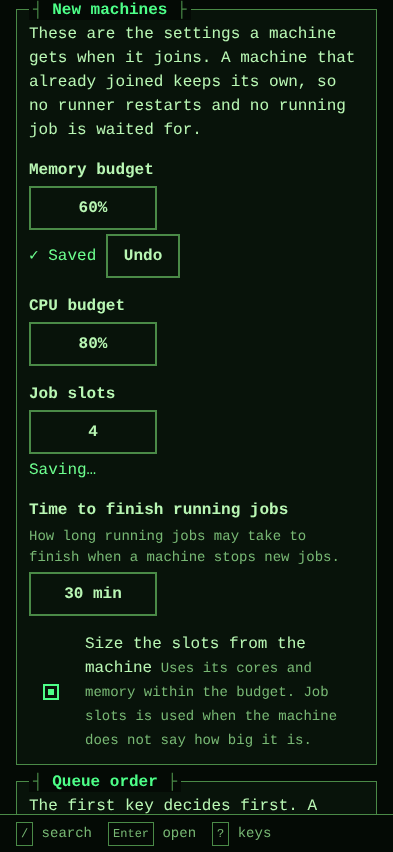 New machines
These are the settings a machine
gets when it joins. A machine that
already joined keeps its own, so
no runner restarts and no running
job is waited for.
Memory budget
60%
✓ Saved Undo
CPU budget
80%
Job slots
4
Saving…
Time to finish running jobs
How long running jobs may take to
finish when a machine stops new jobs.
30 min
Size the slots from the
machine Uses its cores and
memory within the budget. Job
slots is used when the machine
does not say how big it is.
Queue order
The first key decides first. A
/ search Enter open ? keys